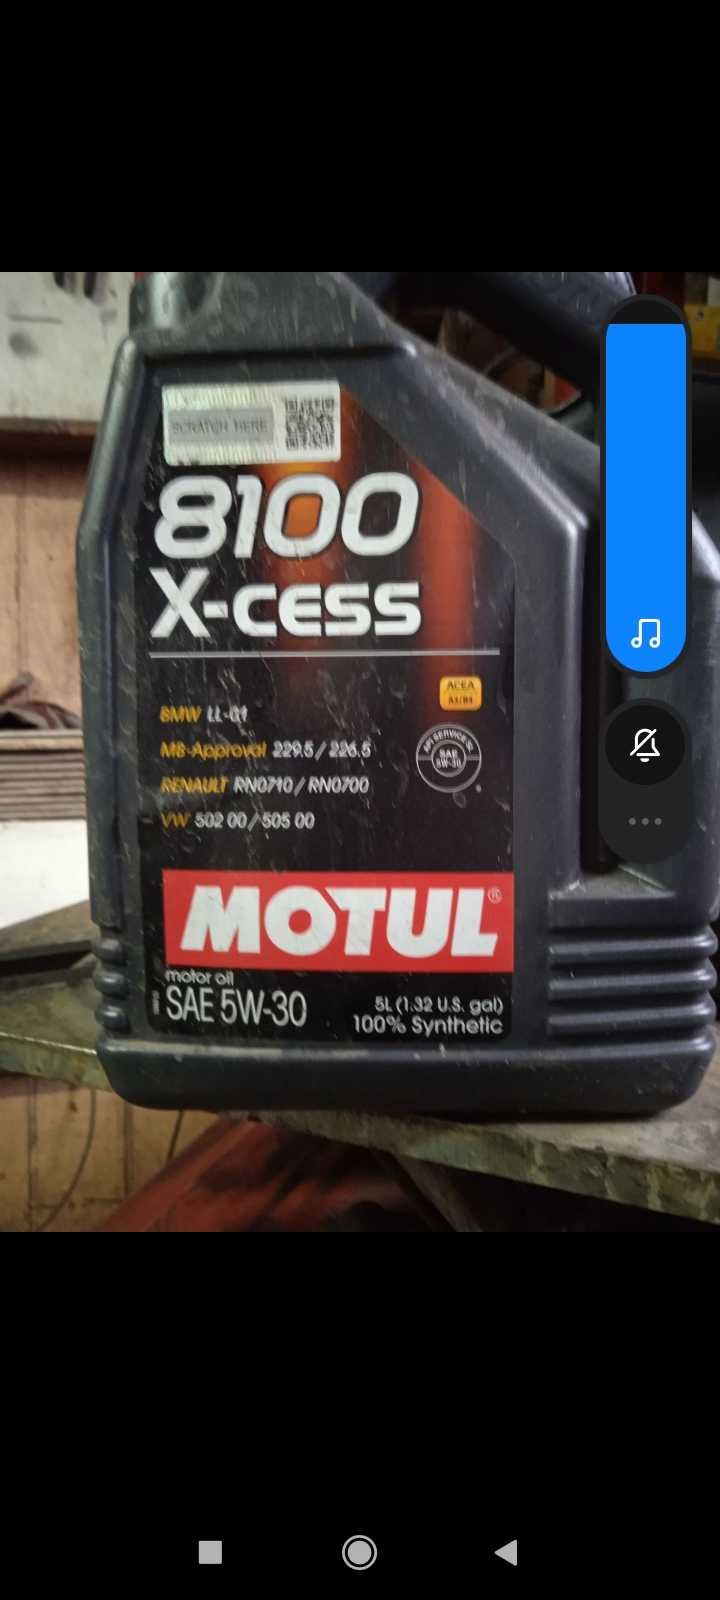 SCRATCH HERE
8100
X-CESS
ACEA
A3/B4
BMW LL-01
MB-Approval 229.5 / 226.5
API SERVICE
SAE
5W-30
RENAULT RN0710 / RN0700
VW 502 00 / 505 00
MOTUL®
motor oil
SAE 5W-30
5L (1.32 U.S. gal)
100% Synthetic